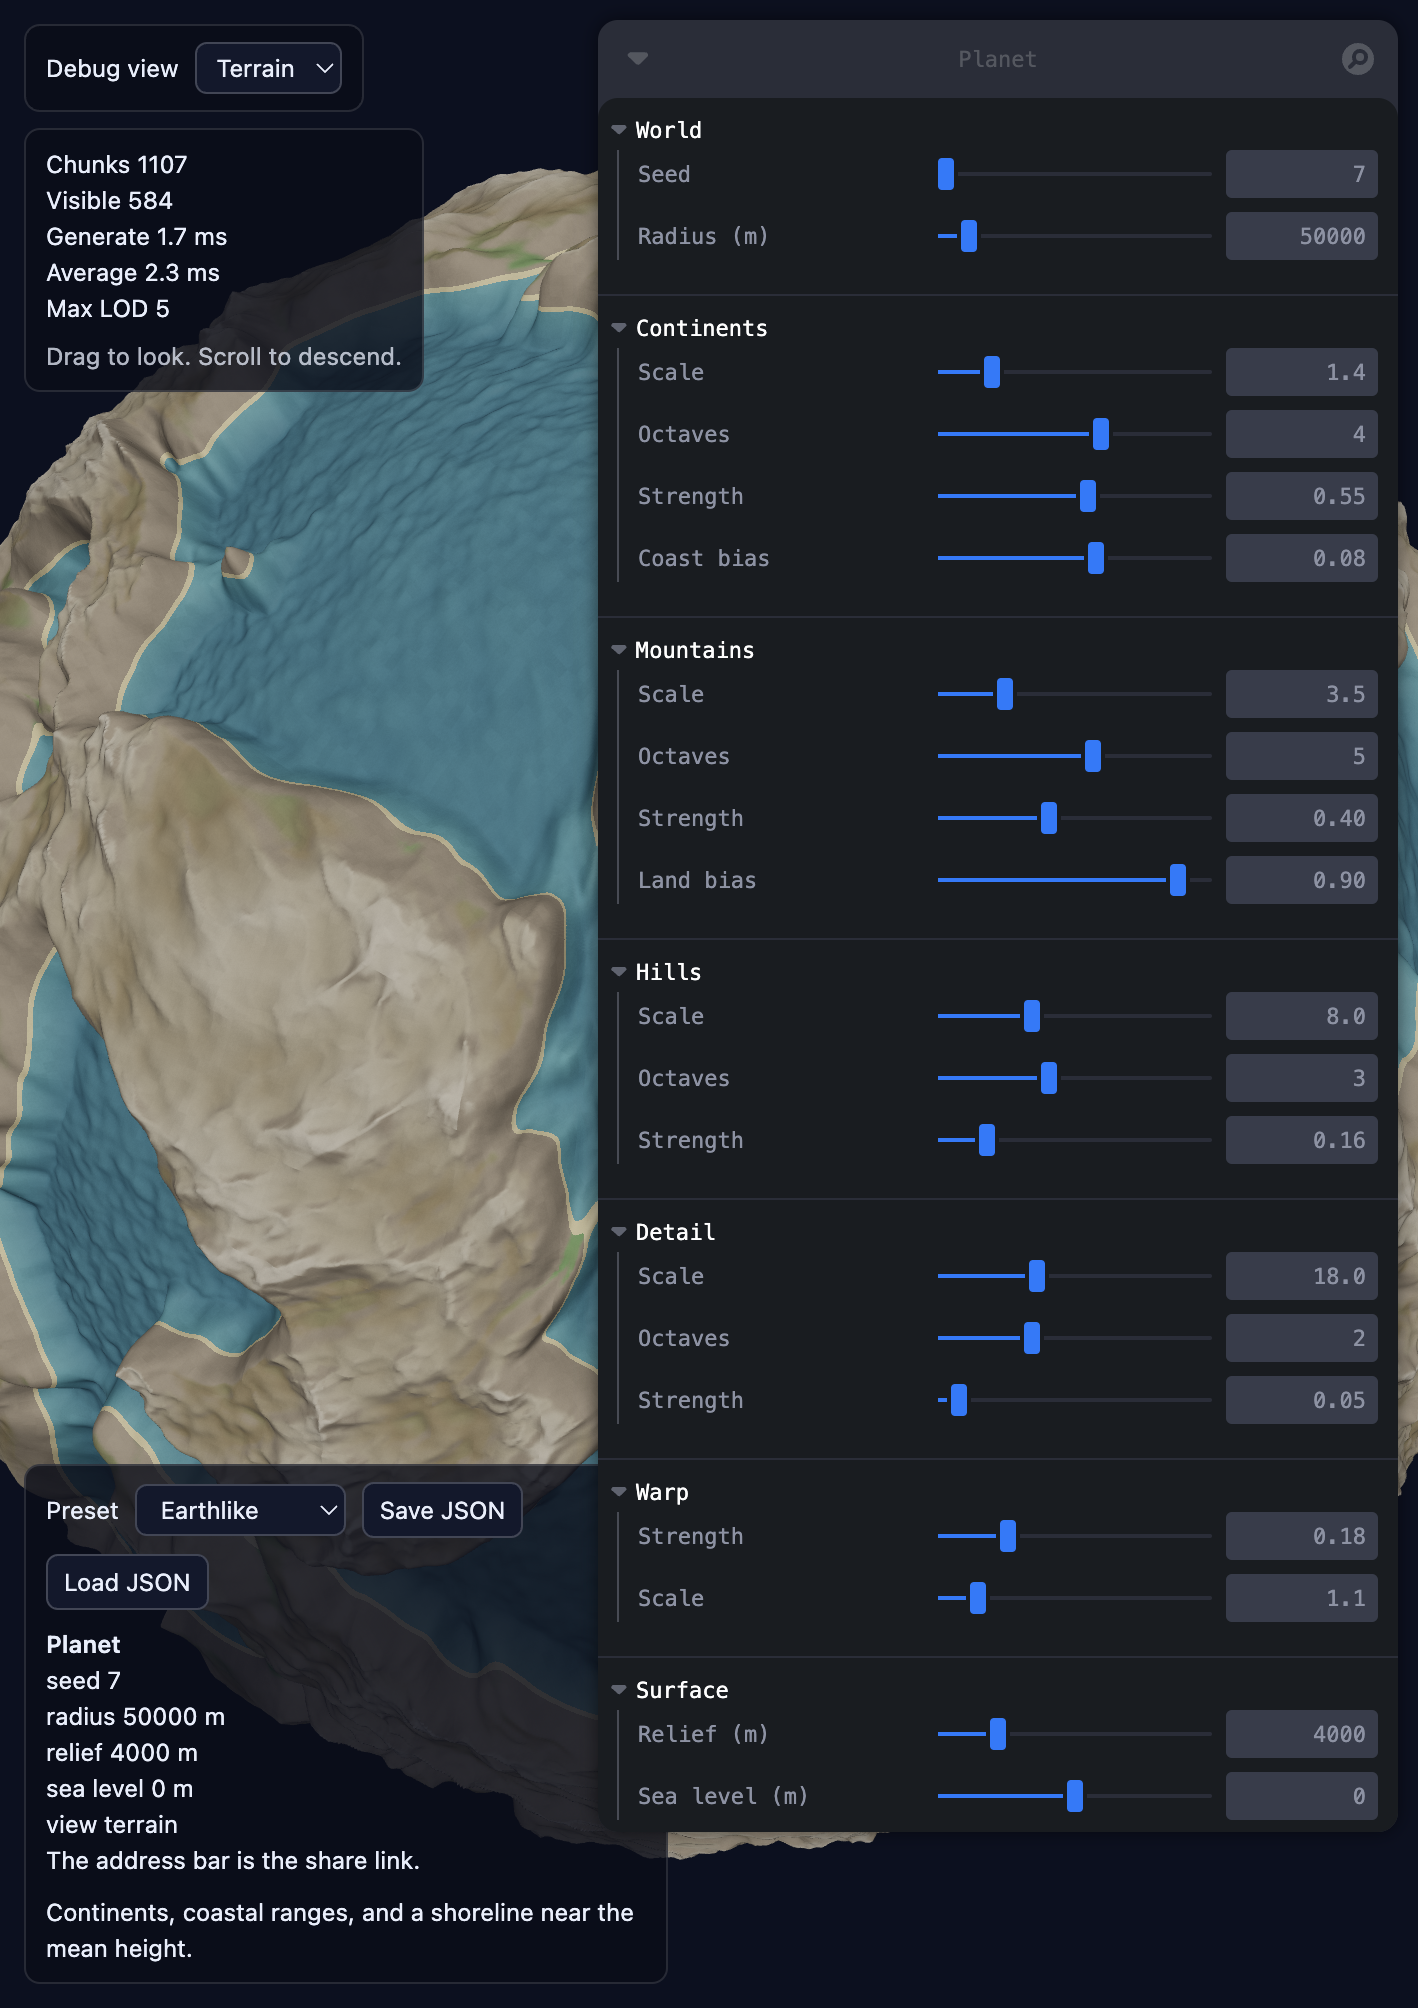 Debug view Terrain
Chunks 1107
Visible 584
Generate 1.7 ms
Average 2.3 ms
Max LOD 5
Drag to look. Scroll to descend.
Planet
World
Seed 7
Radius (m) 50000
Continents
Scale 1.4
Octaves 4
Strength 0.55
Coast bias 0.08
Mountains
Scale 3.5
Octaves 5
Strength 0.40
Land bias 0.90
Hills
Scale 8.0
Octaves 3
Strength 0.16
Detail
Scale 18.0
Octaves 2
Strength 0.05
Warp
Strength 0.18
Scale 1.1
Surface
Relief (m) 4000
Sea level (m) 0
Preset Earthlike Save JSON
Load JSON
Planet
seed 7
radius 50000 m
relief 4000 m
sea level 0 m
view terrain
The address bar is the share link.
Continents, coastal ranges, and a shoreline near the
mean height.